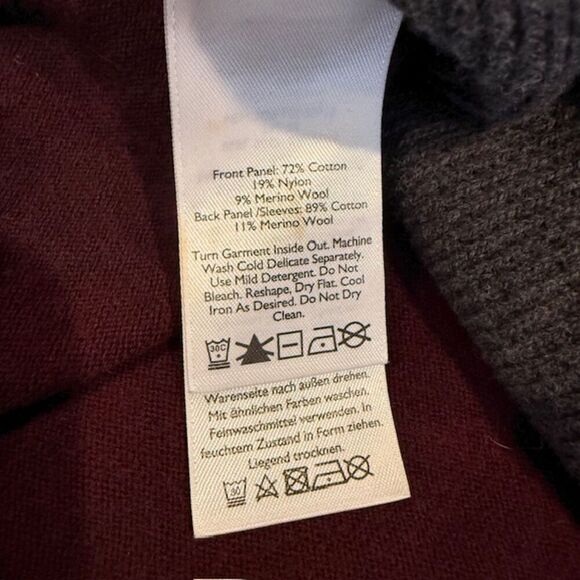 Front Panel: 72% Cotton
19% Nylon
9% Merino Wool
Back Panel /Sleeves: 89% Cotton
11% Merino Wool
Turn Garment Inside Out. Machine
Wash Cold Delicate Separately.
Use Mild Detergent. Do Not
Bleach. Reshape, Dry Flat. Cool
Iron As Desired. Do Not Dry
Clean.
30C
Warenseite nach außen drehen.
Mit ähnlichen Farben waschen.
Feinwaschmittel verwenden. In
feuchtem Zustand in Form ziehen.
Liegend trocknen.
30